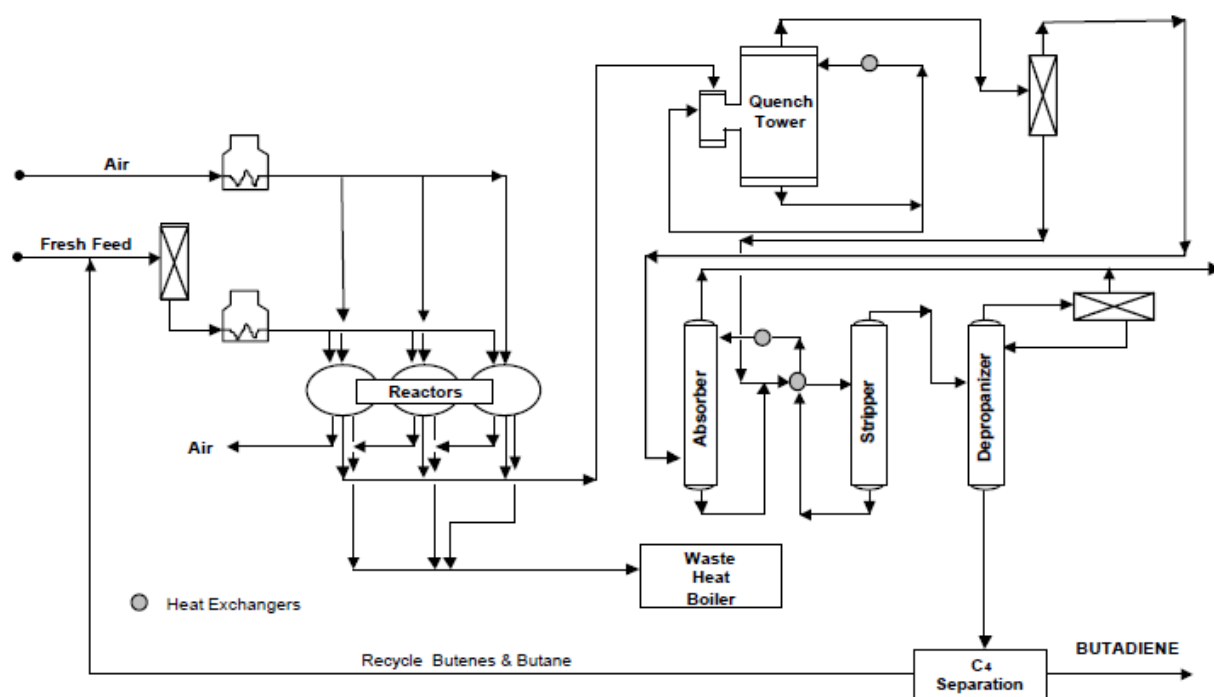 Quench
Tower
Air
Fresh Feed
Reactors
Air
Absorber
Stripper
Depropanizer
Waste
Heat
Boiler
Heat Exchangers
Recycle Butenes & Butane
C₄
Separation
BUTADIENE